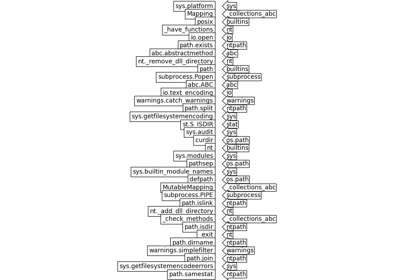 sys.platform sys
Mapping _collections_abc
posix builtins
_have_functions nt
io.open io
path.exists ntpath
abc.abstractmethod abc
nt._remove_dll_directory nt
path builtins
subprocess.Popen subprocess
abc.ABC abc
io.text_encoding io
warnings.catch_warnings warnings
path.split ntpath
sys.getfilesystemencoding sys
st.S_ISDIR stat
sys.audit sys
curdir os.path
nt builtins
sys.modules sys
pathsep os.path
sys.builtin_module_names sys
defpath os.path
MutableMapping _collections_abc
subprocess.PIPE subprocess
path.islink ntpath
nt._add_dll_directory nt
_check_methods _collections_abc
path.isdir ntpath
_exit nt
path.dirname ntpath
warnings.simplefilter warnings
path.join ntpath
sys.getfilesystemencodeerrors sys
path.samestat ntpath